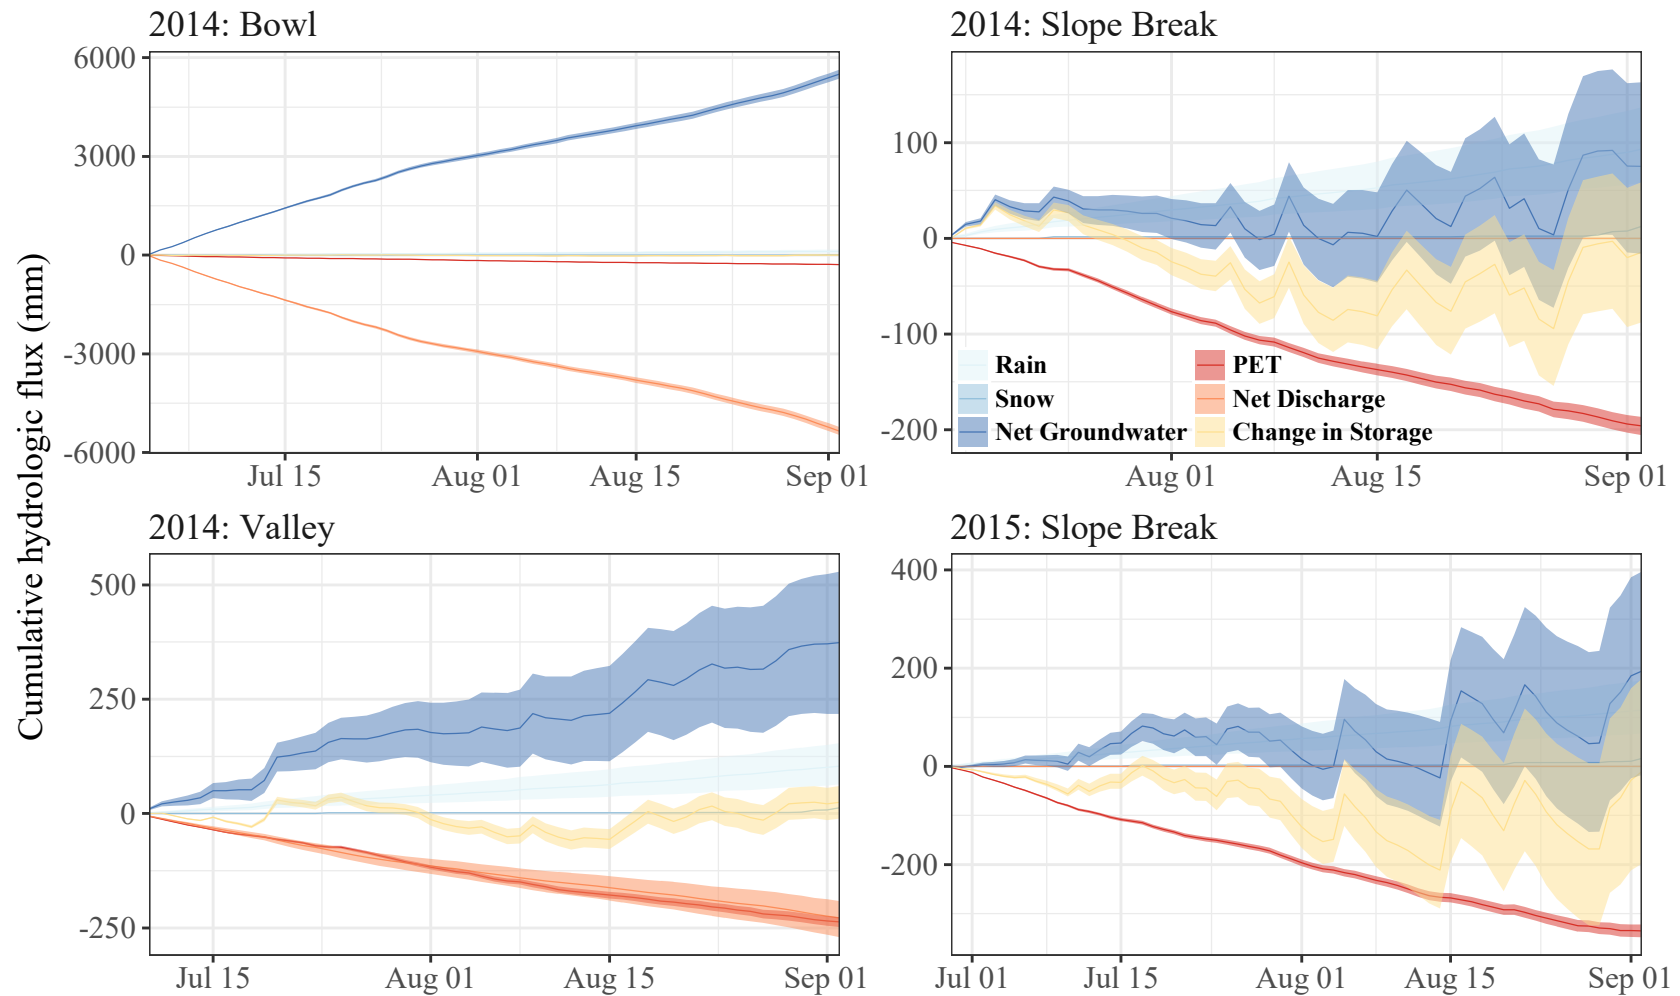 2014: Bowl
2014: Slope Break
6000
3000
0
-3000
-6000
Jul 15
Aug 01
Aug 15
Sep 01
100
0
-100
-200
Rain
PET
Snow
Net Discharge
Net Groundwater
Change in Storage
Aug 01
Aug 15
Sep 01
Cumulative hydrologic flux (mm)
2014: Valley
2015: Slope Break
500
250
0
-250
Jul 15
Aug 01
Aug 15
Sep 01
400
200
0
-200
Jul 01
Jul 15
Aug 01
Aug 15
Sep 01